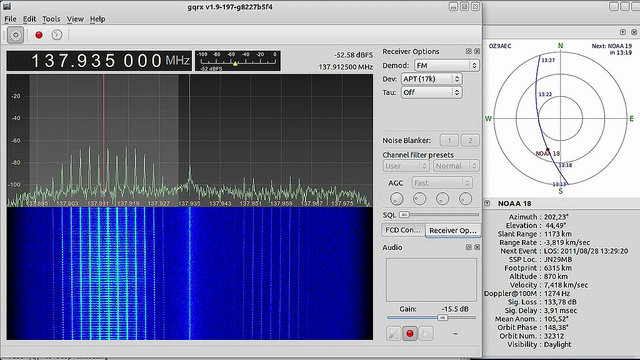 gqrx v1.9-197-g8227b5f4
File Edit Tools View Help
137.935 000 MHz
-100 -80 -60 -40 -20 0
-52 dBFS
-52.58 dBFS
137.912500 MHz
-20
-40
-60
-80
-100
137.895 137.903 137.911 137.919 137.927 137.935 137.943 137.951 137.959 137.967 137.975
Receiver Options
Demod: FM
Dev: APT (17k)
Tau: Off
Noise Blanker: 1 2
Channel filter presets
User Normal
AGC Fast
SQL
FCD Con... Receiver Op...
Audio
Gain: -15.5 dB
--
OZ9AEC
Next: NOAA 19
in 13:19
N
13:27
13:22
W
E
NOAA 18
13:18
13:13
S
NOAA 18
Azimuth : 202,23°
Elevation : 44,49°
Slant Range : 1173 km
Range Rate : -3,819 km/sec
Next Event : LOS: 2011/08/28 13:29:20
SSP Loc. : JN29MB
Footprint : 6315 km
Altitude : 870 km
Velocity : 7,418 km/sec
Doppler@100M : 1274 Hz
Sig. Loss : 133,78 dB
Sig. Delay : 3,91 msec
Mean Anom. : 105,52°
Orbit Phase : 148,38°
Orbit Num. : 32312
Visibility : Daylight